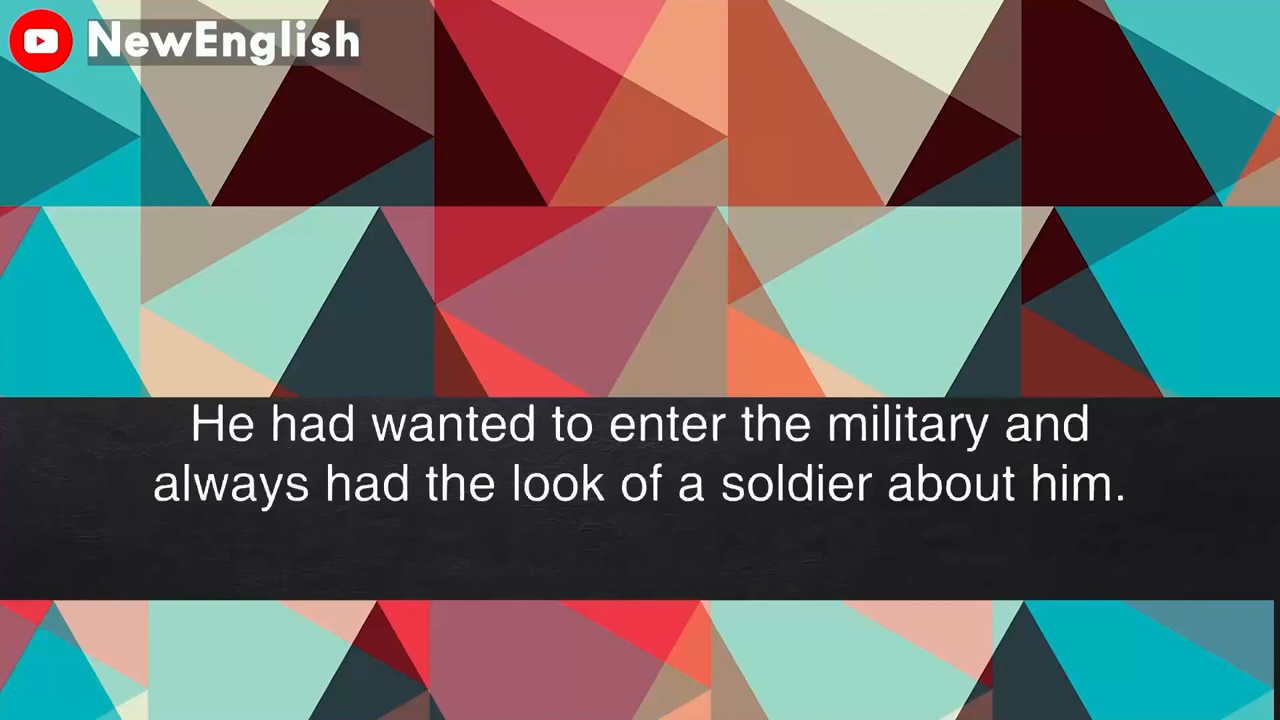 NewEnglish
He had wanted to enter the military and
always had the look of a soldier about him.